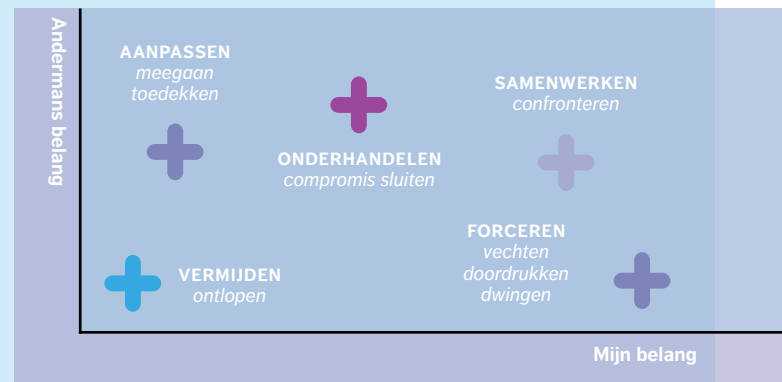 Andermans belang
AANPASSEN
meegaan
toedekken
ONDERHANDELEN
compromis sluiten
SAMENWERKEN
confronteren
VERMIJDEN
ontlopen
FORCEREN
vechten
doordrukken
dwingen
Mijn belang